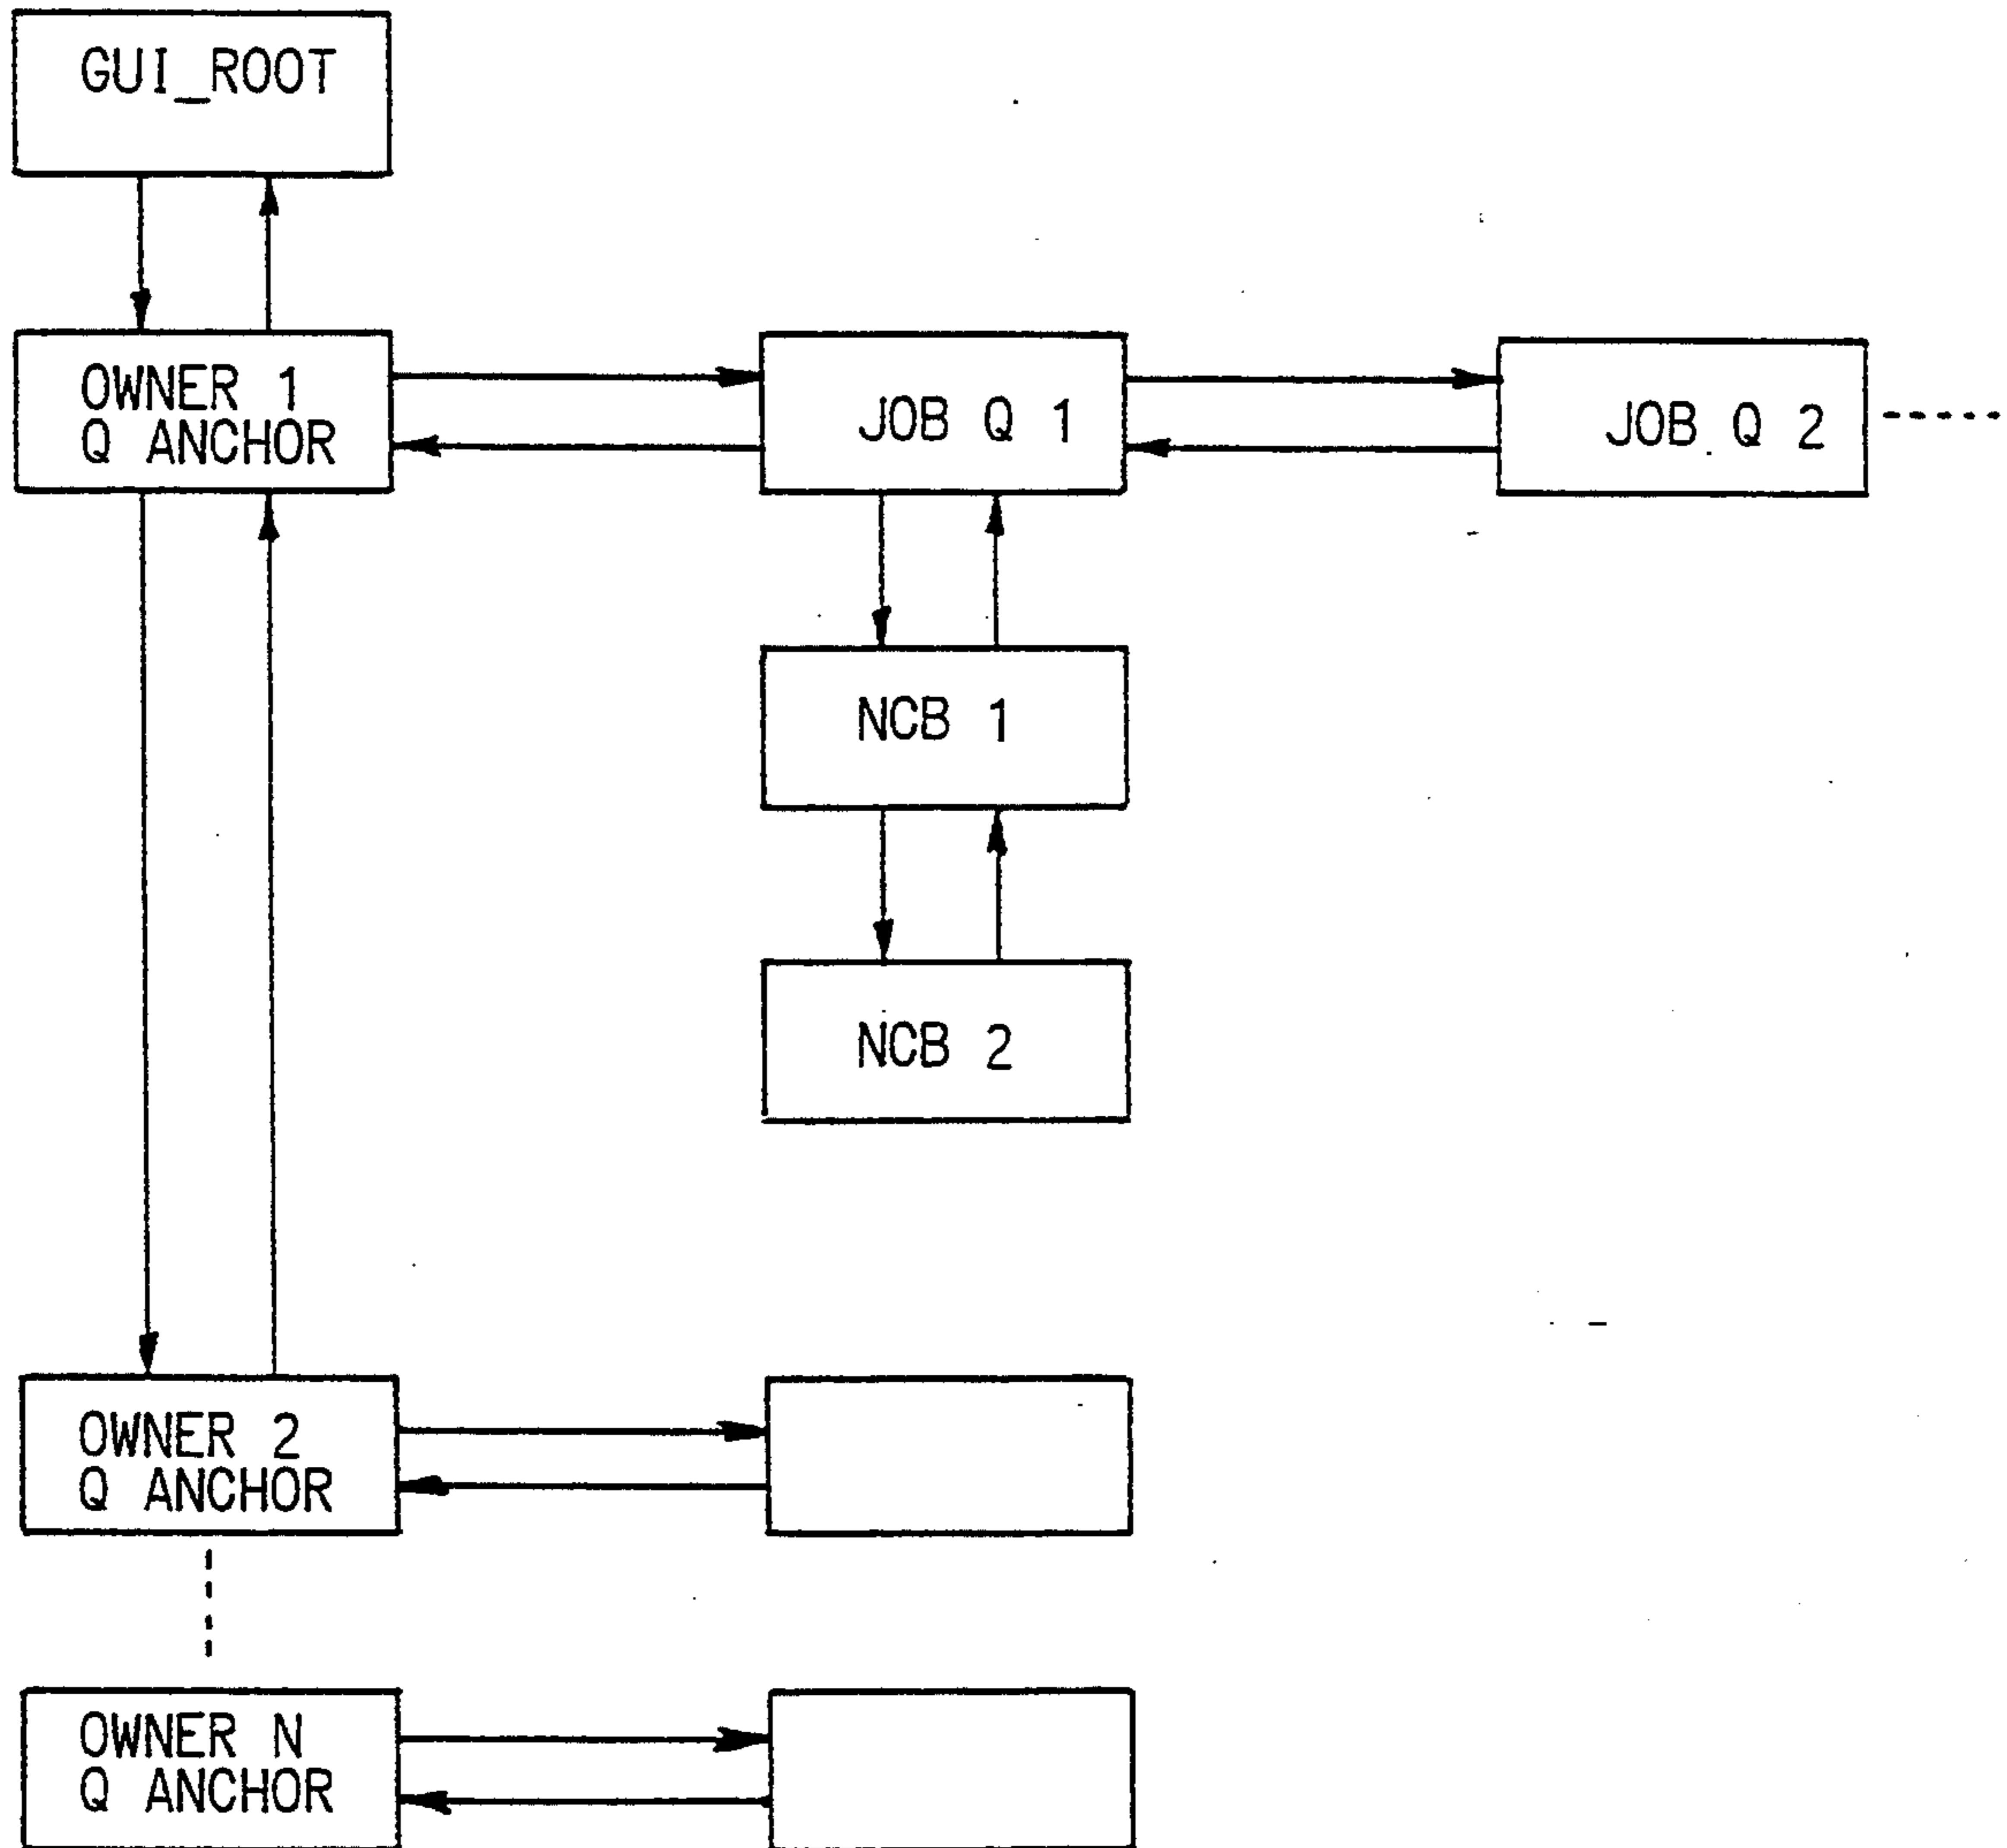 GUI_ROOT
OWNER 1
Q ANCHOR
JOB Q 1
JOB Q 2
NCB 1
NCB 2
OWNER 2
Q ANCHOR
OWNER N
Q ANCHOR